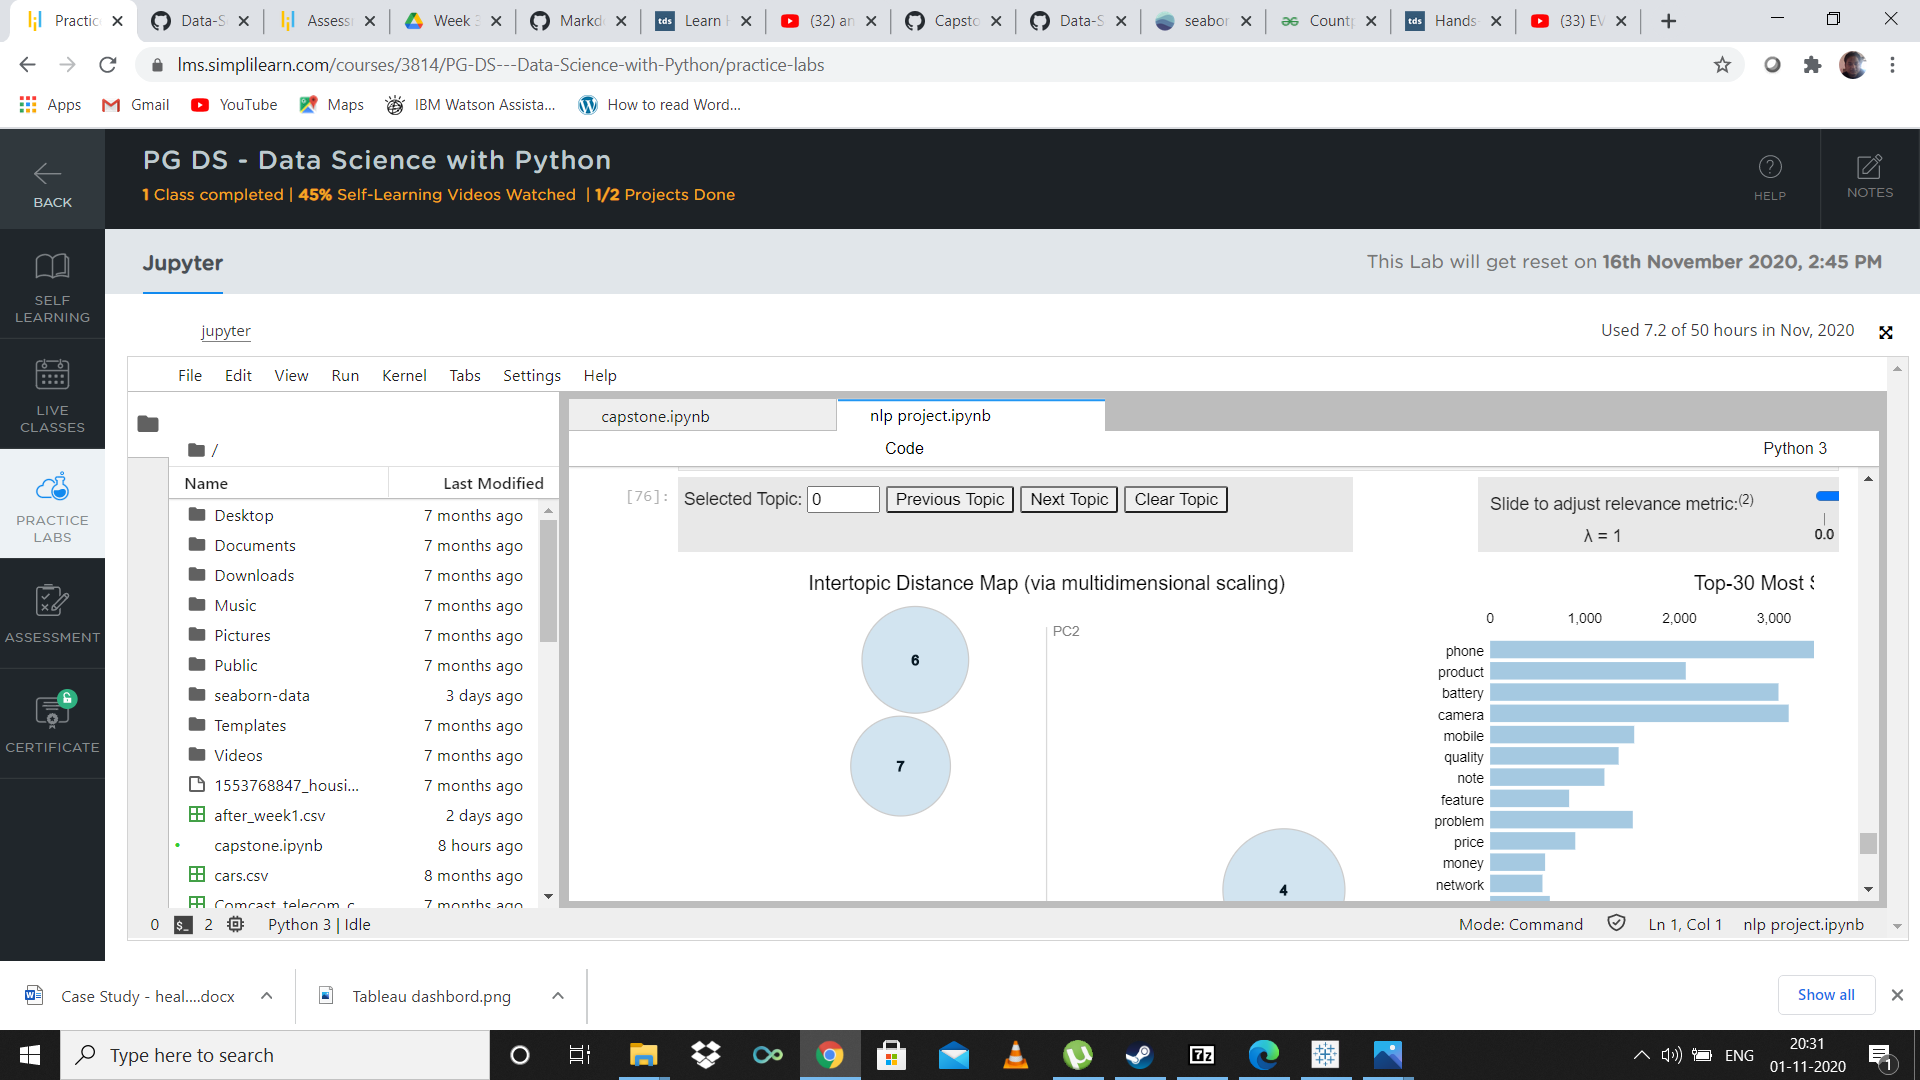 Practic
Data-S
Assess
Week 3
Markd
Learn
(32) an
Capsto
Data-S
seabor
Count
Hands
(33) EV
lms.simplilearn.com/courses/3814/PG-DS---Data-Science-with-Python/practice-labs
Apps
Gmail
YouTube
Maps
IBM Watson Assista...
How to read Word...
BACK
PG DS - Data Science with Python
1 Class completed | 45% Self-Learning Videos Watched | 1/2 Projects Done
HELP
NOTES
SELF
LEARNING
LIVE
CLASSES
PRACTICE
LABS
ASSESSMENT
CERTIFICATE
Jupyter
This Lab will get reset on 16th November 2020, 2:45 PM
jupyter
Used 7.2 of 50 hours in Nov, 2020
File Edit View Run Kernel Tabs Settings Help
/
Name Last Modified
Desktop 7 months ago
Documents 7 months ago
Downloads 7 months ago
Music 7 months ago
Pictures 7 months ago
Public 7 months ago
seaborn-data 3 days ago
Templates 7 months ago
Videos 7 months ago
1553768847_housi... 7 months ago
after_week1.csv 2 days ago
capstone.ipynb 8 hours ago
cars.csv 8 months ago
Comcast_telecom_c 7 months ago
capstone.ipynb
nlp project.ipynb
Code
Python 3
[76]:
Selected Topic: 0 Previous Topic Next Topic Clear Topic
Slide to adjust relevance metric:(2)
λ = 1
0.0
Intertopic Distance Map (via multidimensional scaling)
PC2
6
7
4
Top-30 Most S
0 1,000 2,000 3,000
phone
product
battery
camera
mobile
quality
note
feature
problem
price
money
network
0 $_ 2 Python 3 | Idle
Mode: Command Ln 1, Col 1 nlp project.ipynb
Case Study - heal....docx
Tableau dashbord.png
Show all
Type here to search
ENG
20:31
01-11-2020
1